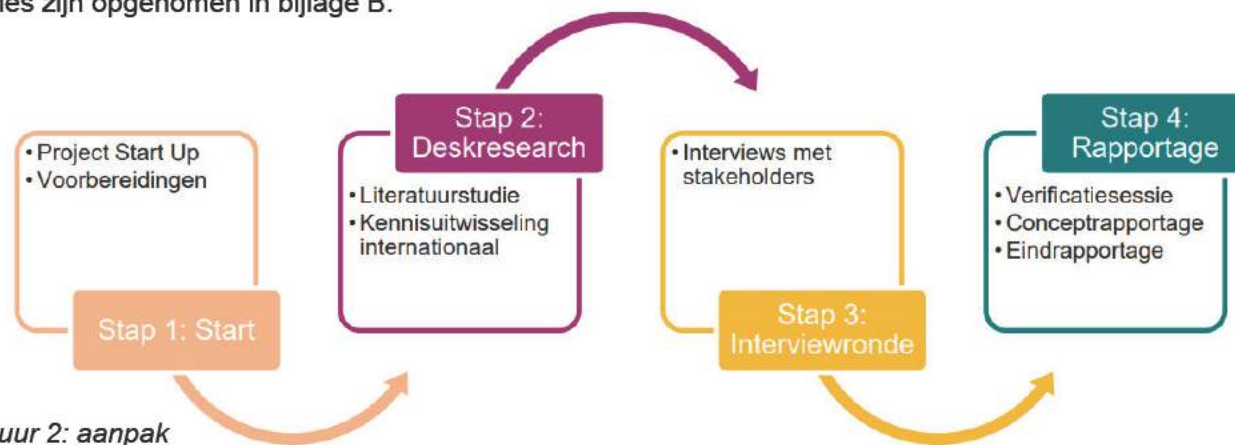 zijn opgenomen in bijlage B.
• Project Start Up
• Voorbereidingen
Stap 1: Start
Stap 2:
Deskresearch
• Literatuurstudie
• Kennisuitwisseling
internationaal
• Interviews met
stakeholders
Stap 3:
Interviewronde
Stap 4:
Rapportage
• Verificatiesessie
• Conceptrapportage
• Eindrapportage
uur 2: aanpak